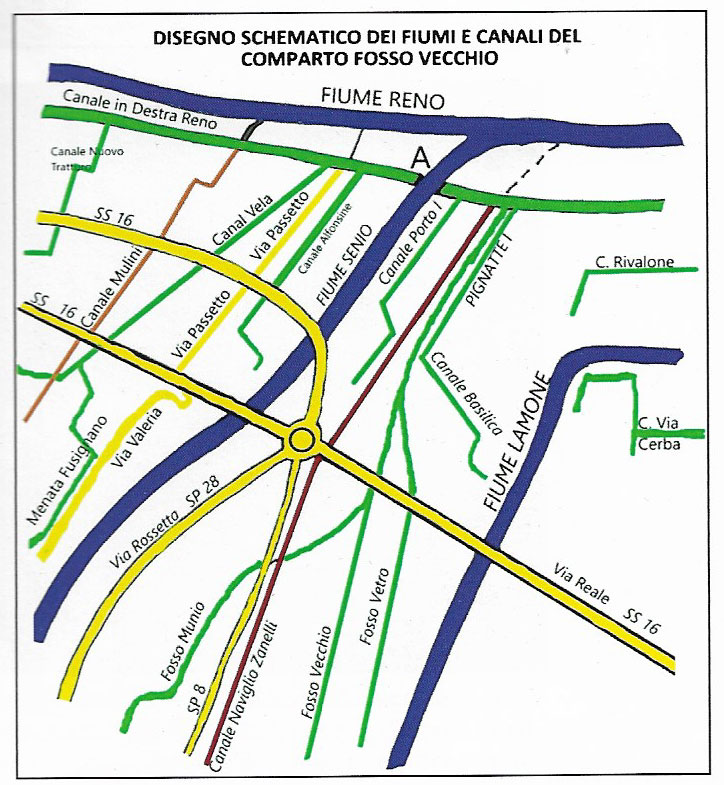 DISEGNO SCHEMATICO DEI FIUMI E CANALI DEL
COMPARTO FOSSO VECCHIO
FIUME RENO
Canale in Destra Reno
A
Canale Nuovo
Tratturo
SS 16
Canal Vela
Via Passetto
Canale Alfonsine
FIUME SENIO
Canale Porto I
PIGNATTE I
C. Rivalone
Canale Mulini
SS 16
Via Passetto
Canale Basilica
FIUME LAMONE
C. Via
Cerba
Menata Fusignano
Via Valeria
Via Rossetta SP 28
Via Reale SS 16
Fosso Munio
SP 8
Canale Naviglio Zanelli
Fosso Vecchio
Fosso Vetro